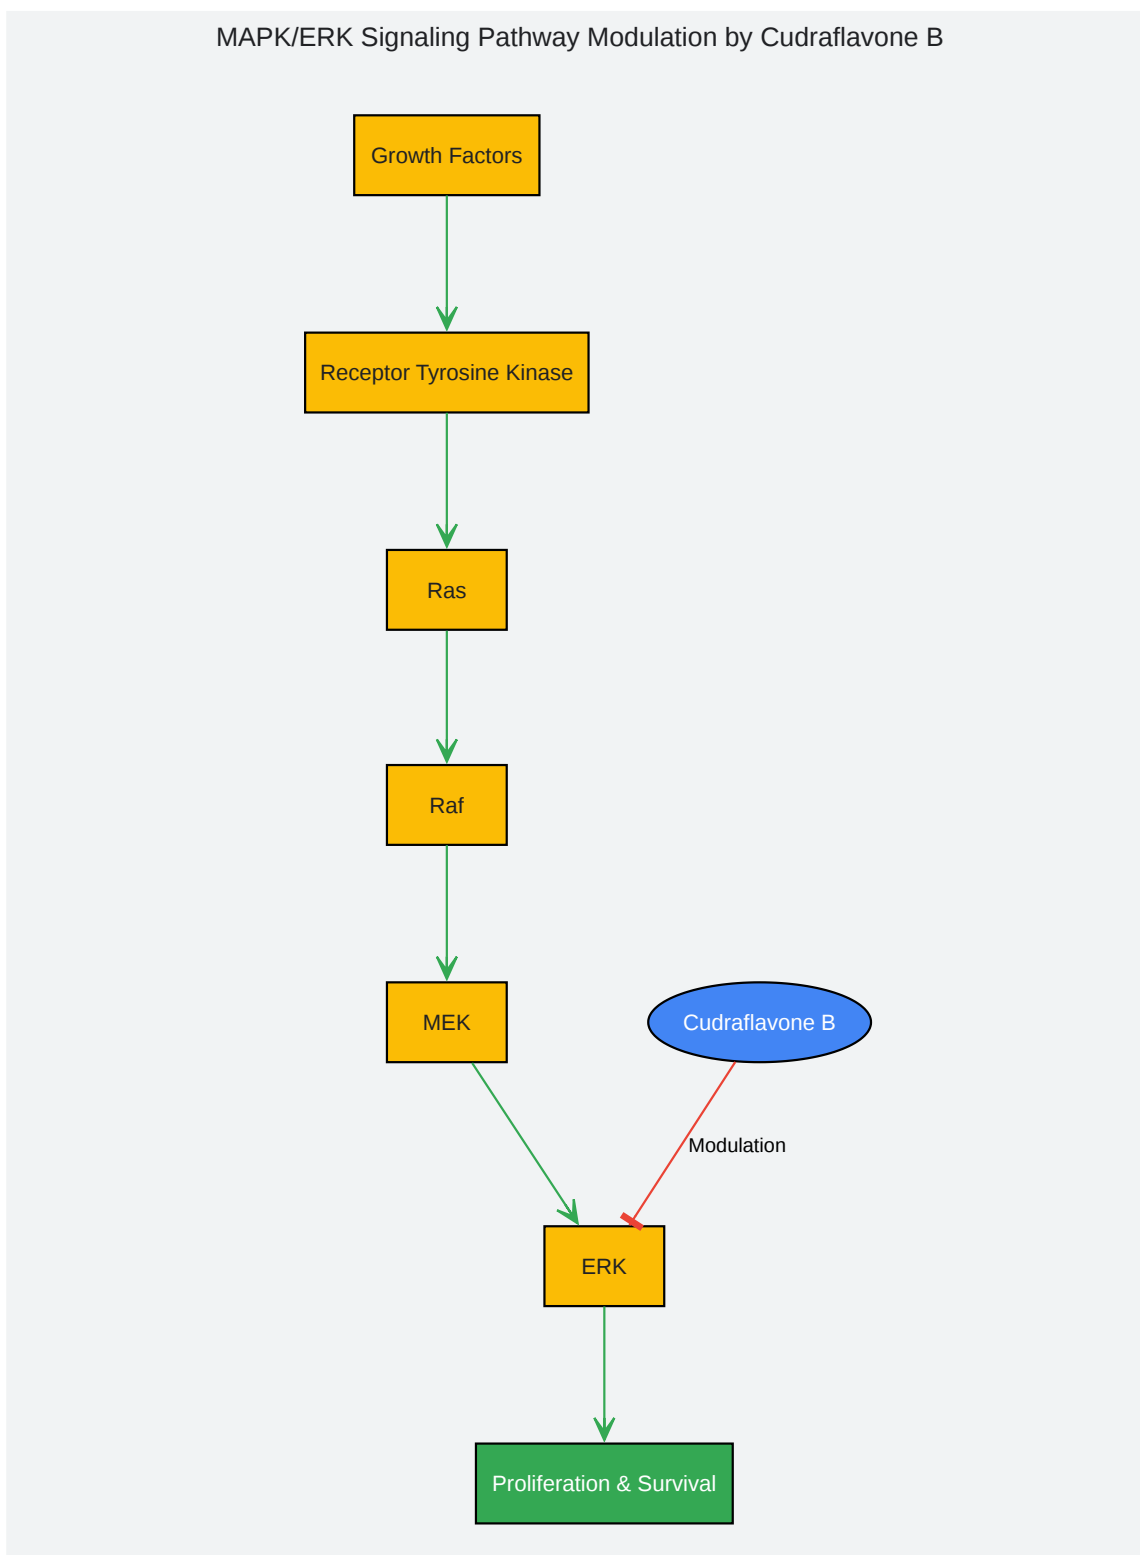 MAPK/ERK Signaling Pathway Modulation by Cudraflavone B
Growth Factors
Receptor Tyrosine Kinase
Ras
Raf
MEK
Cudraflavone B
Modulation
ERK
Proliferation & Survival